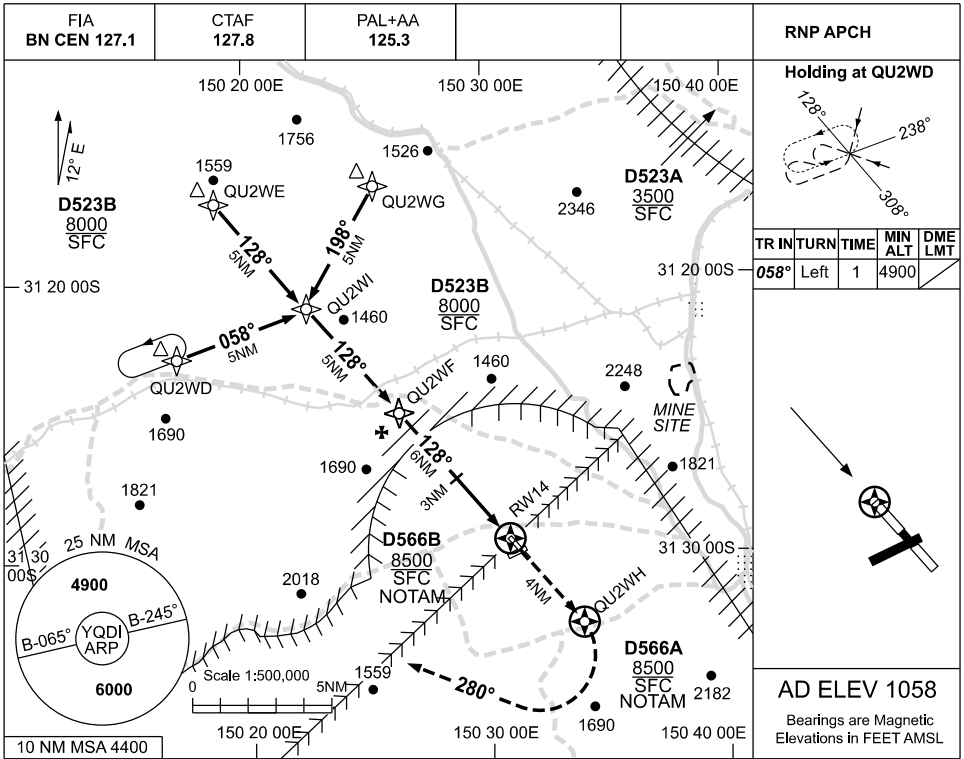 FIA
BN CEN 127.1
CTAF
127.8
PAL+AA
125.3
RNP APCH
150 20 00E
150 30 00E
150 40 00E
Holding at QU2WD
128°
238°
308°
TR IN TURN TIME MIN ALT DME LMT
058° Left 1 4900
12° E
1756
1526
1559
QU2WE
QU2WG
D523A
3500
SFC
2346
D523B
8000
SFC
128°
5NM
198°
5NM
31 20 00S
31 20 00S
QU2WI
D523B
8000
SFC
1460
058°
5NM
128°
5NM
QU2WD
QU2WF
1460
2248
MINE
SITE
1690
128°
6NM
3NM
1690
1821
RW14
1821
D566B
8500
SFC
NOTAM
31 30
00S
31 30 00S
25 NM MSA
4900
B-065°
B-245°
YQDI
ARP
6000
2018
4NM
QU2WH
D566A
8500
SFC
NOTAM
2182
Scale 1:500,000
0
5NM
1559
280°
1690
10 NM MSA 4400
150 20 00E
150 30 00E
150 40 00E
AD ELEV 1058
Bearings are Magnetic
Elevations in FEET AMSL